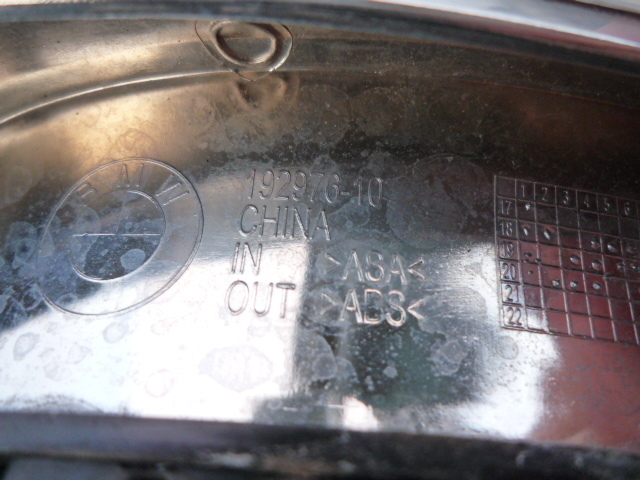 BMW
192976-10
CHINA
IN >ASA<
OUT >ABS<
1 2 3 4 5 6
17
18
19
20
21
22